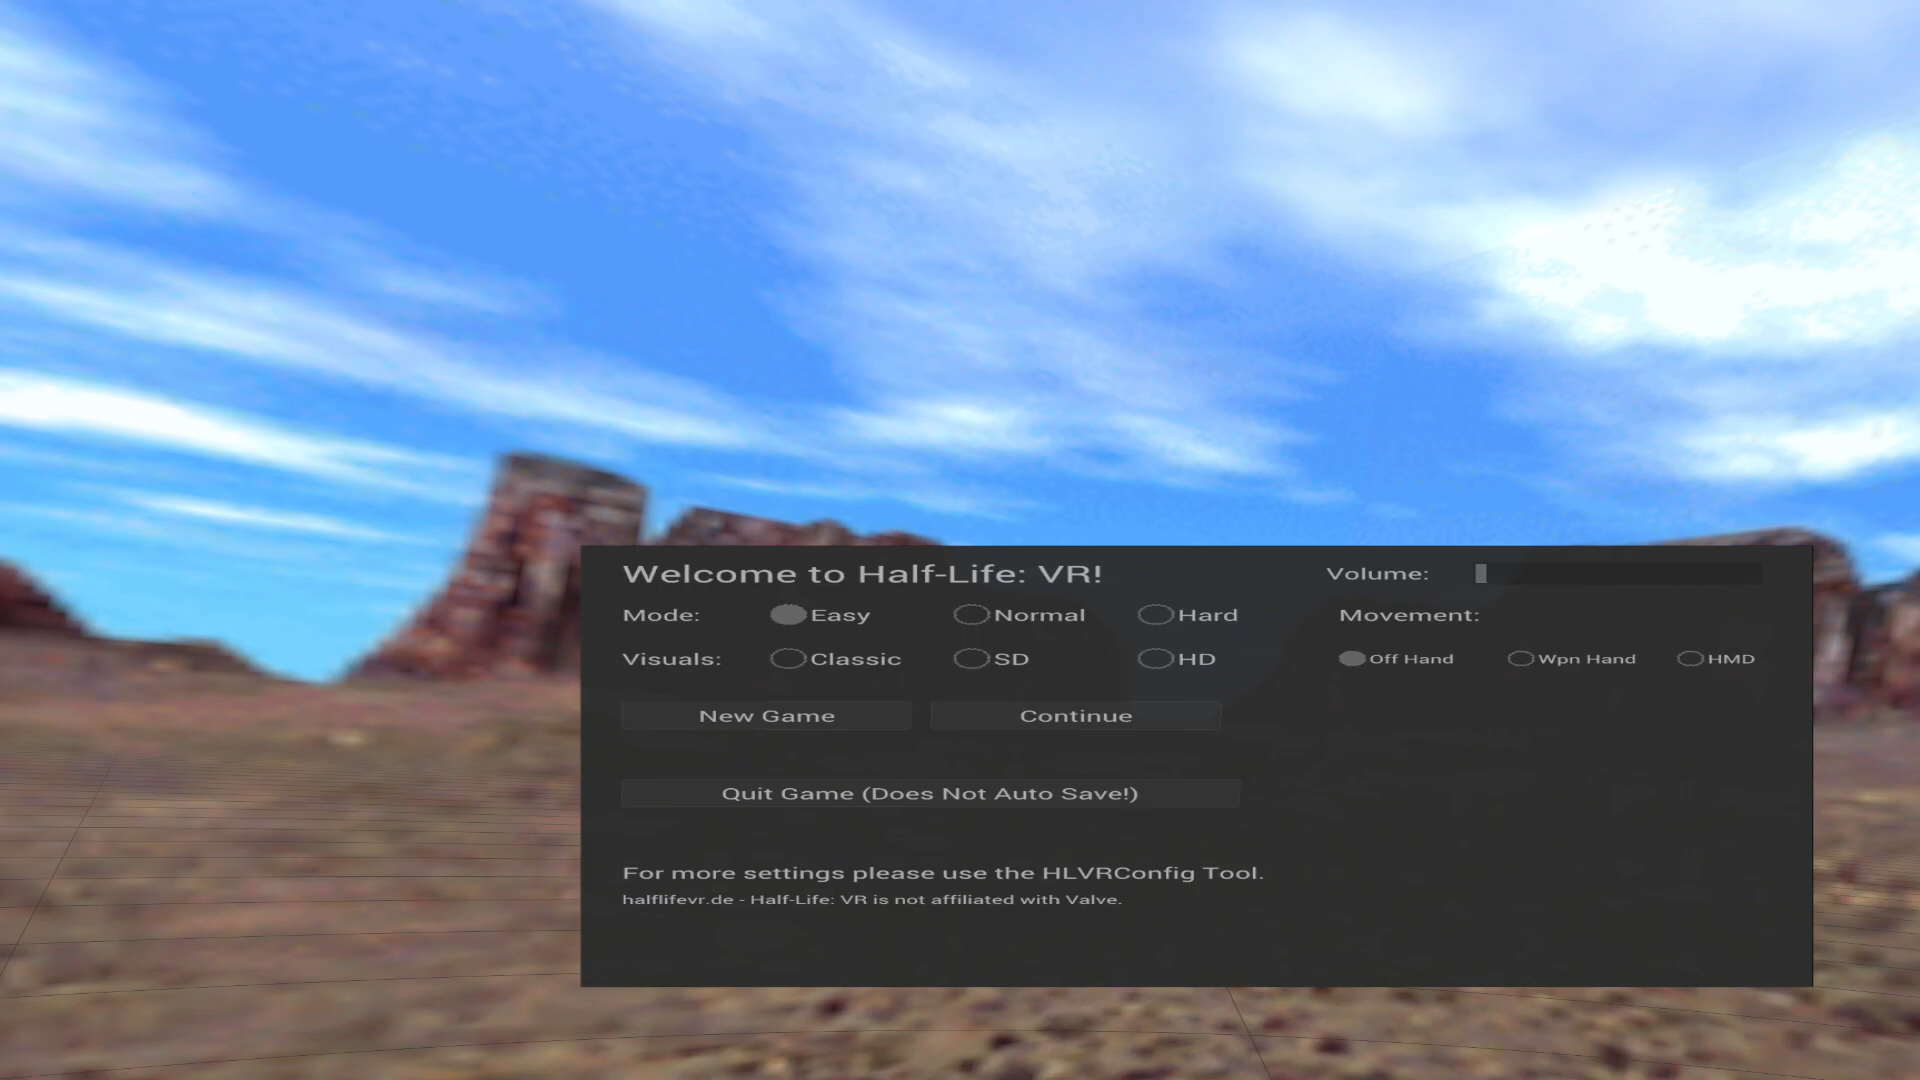 Welcome to Half-Life: VR!
Volume:
Mode: Easy Normal Hard
Movement:
Visuals: Classic SD HD
Off Hand Wpn Hand HMD
New Game Continue
Quit Game (Does Not Auto Save!)
For more settings please use the HLVRConfig Tool.
halflifevr.de - Half-Life: VR is not affiliated with Valve.